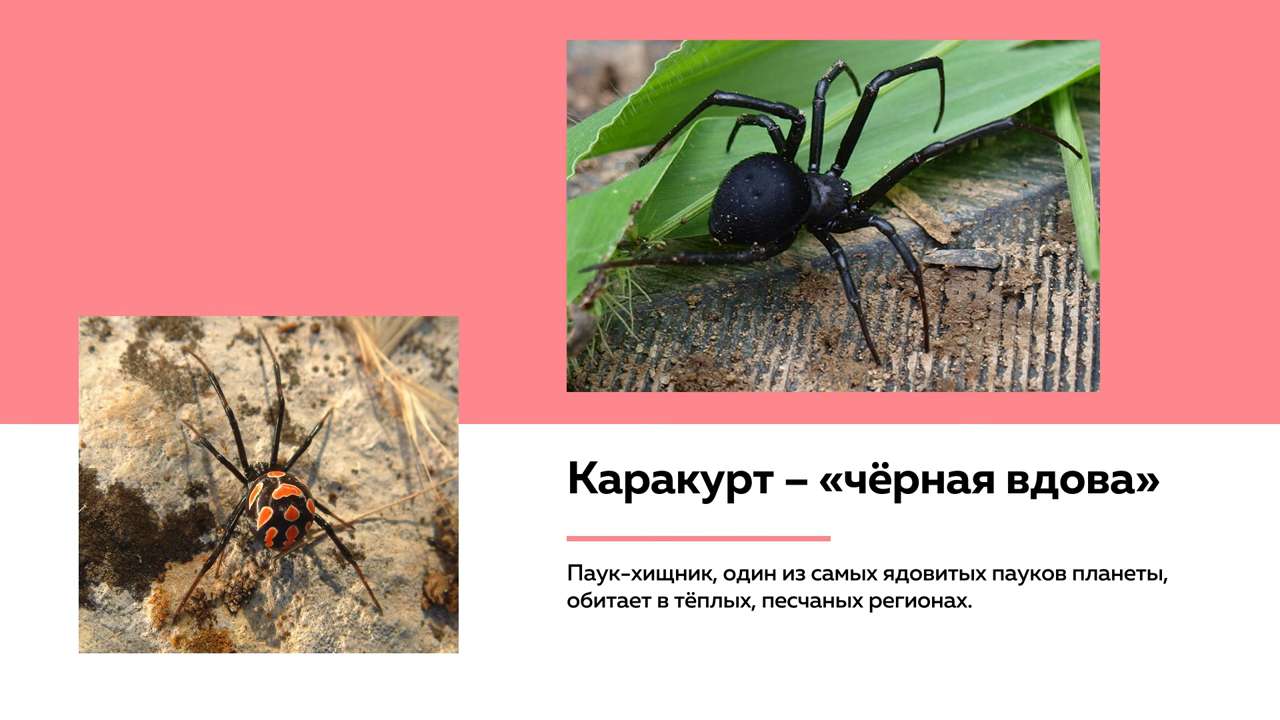 Каракурт – «чёрная вдова»
Паук-хищник, один из самых ядовитых пауков планеты,
обитает в тёплых, песчаных регионах.